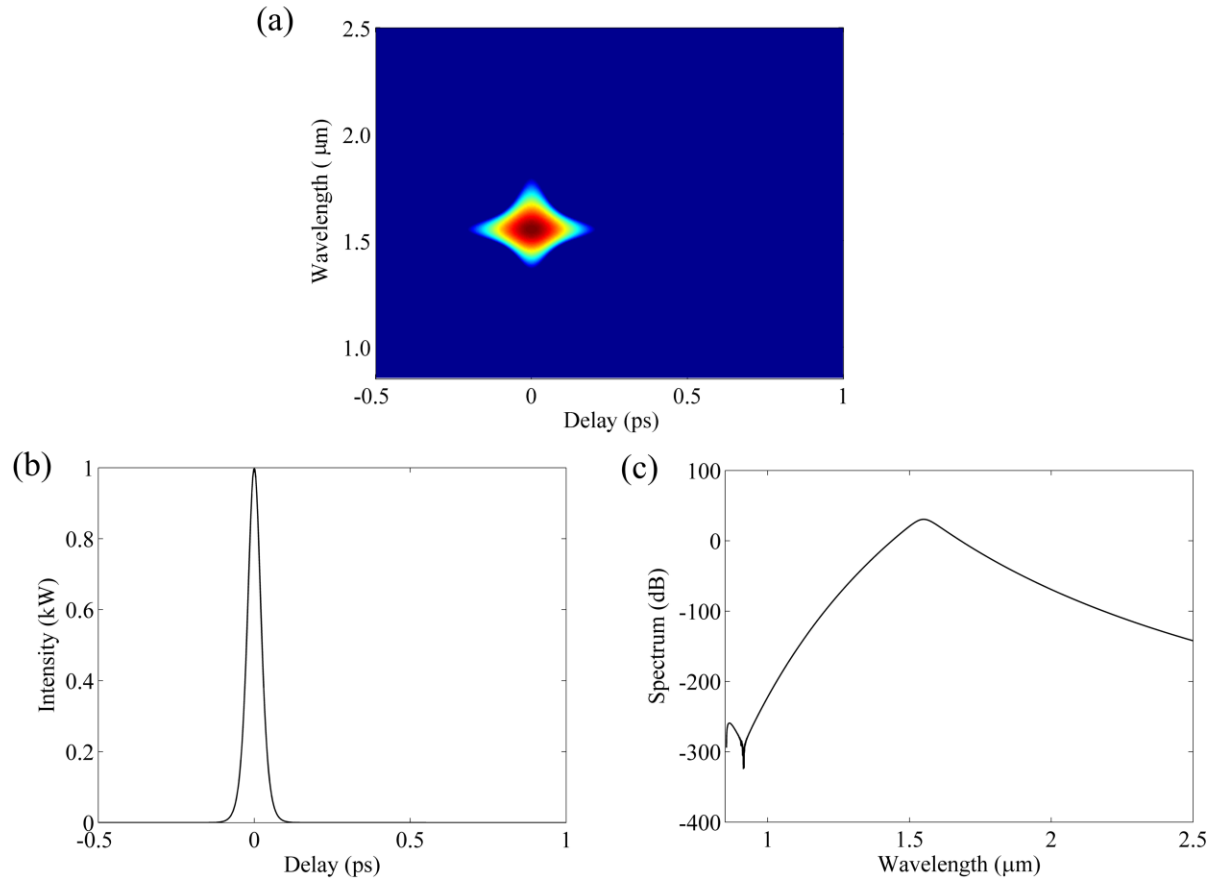 (a)
2.5
2.0
1.5
1.0
Wavelength ( μm)
-0.5 0 0.5 1
Delay (ps)
(b)
1
0.8
0.6
0.4
0.2
0
Intensity (kW)
-0.5 0 0.5 1
Delay (ps)
(c)
100
0
-100
-200
-300
-400
Spectrum (dB)
1 1.5 2 2.5
Wavelength (μm)